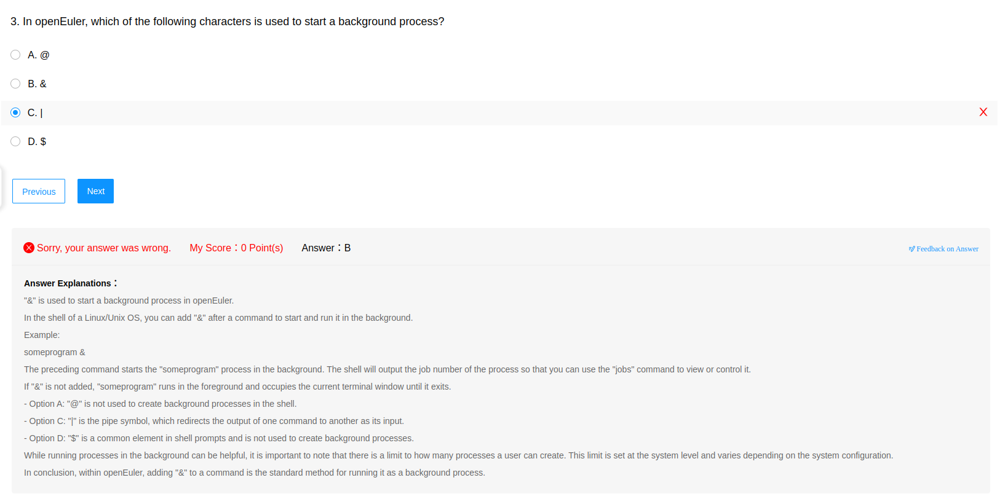 3. In openEuler, which of the following characters is used to start a background process?
A. @
B. &
C. |
D. $
Previous
Next
Sorry, your answer was wrong. My Score：0 Point(s) Answer：B Feedback on Answer
Answer Explanations：
"&" is used to start a background process in openEuler.
In the shell of a Linux/Unix OS, you can add "&" after a command to start and run it in the background.
Example:
someprogram &
The preceding command starts the "someprogram" process in the background. The shell will output the job number of the process so that you can use the "jobs" command to view or control it.
If "&" is not added, "someprogram" runs in the foreground and occupies the current terminal window until it exits.
- Option A: "@" is not used to create background processes in the shell.
- Option C: "|" is the pipe symbol, which redirects the output of one command to another as its input.
- Option D: "$" is a common element in shell prompts and is not used to create background processes.
While running processes in the background can be helpful, it is important to note that there is a limit to how many processes a user can create. This limit is set at the system level and varies depending on the system configuration.
In conclusion, within openEuler, adding "&" to a command is the standard method for running it as a background process.